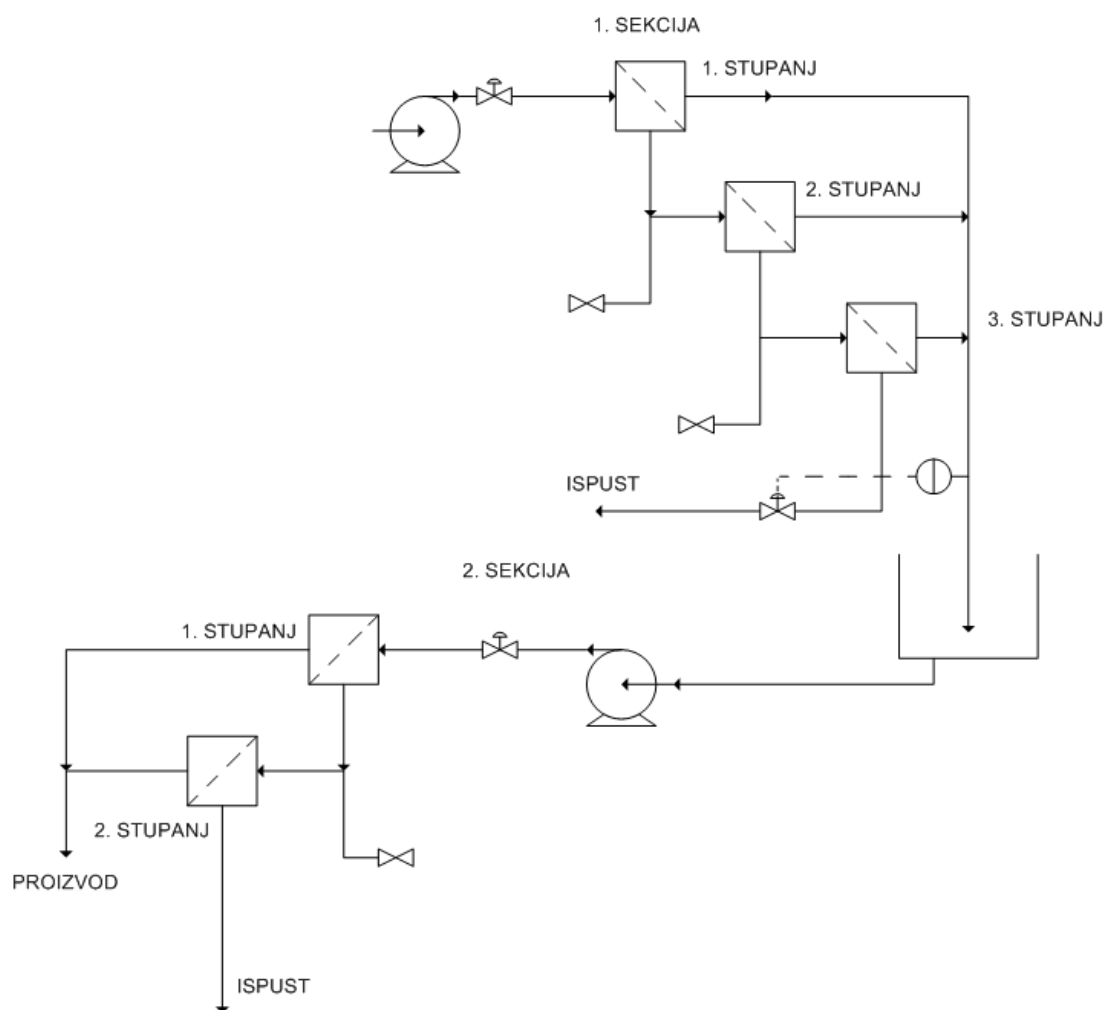 1. SEKCIJA
1. STUPANJ
2. STUPANJ
3. STUPANJ
ISPUST
2. SEKCIJA
1. STUPANJ
2. STUPANJ
PROIZVOD
ISPUST